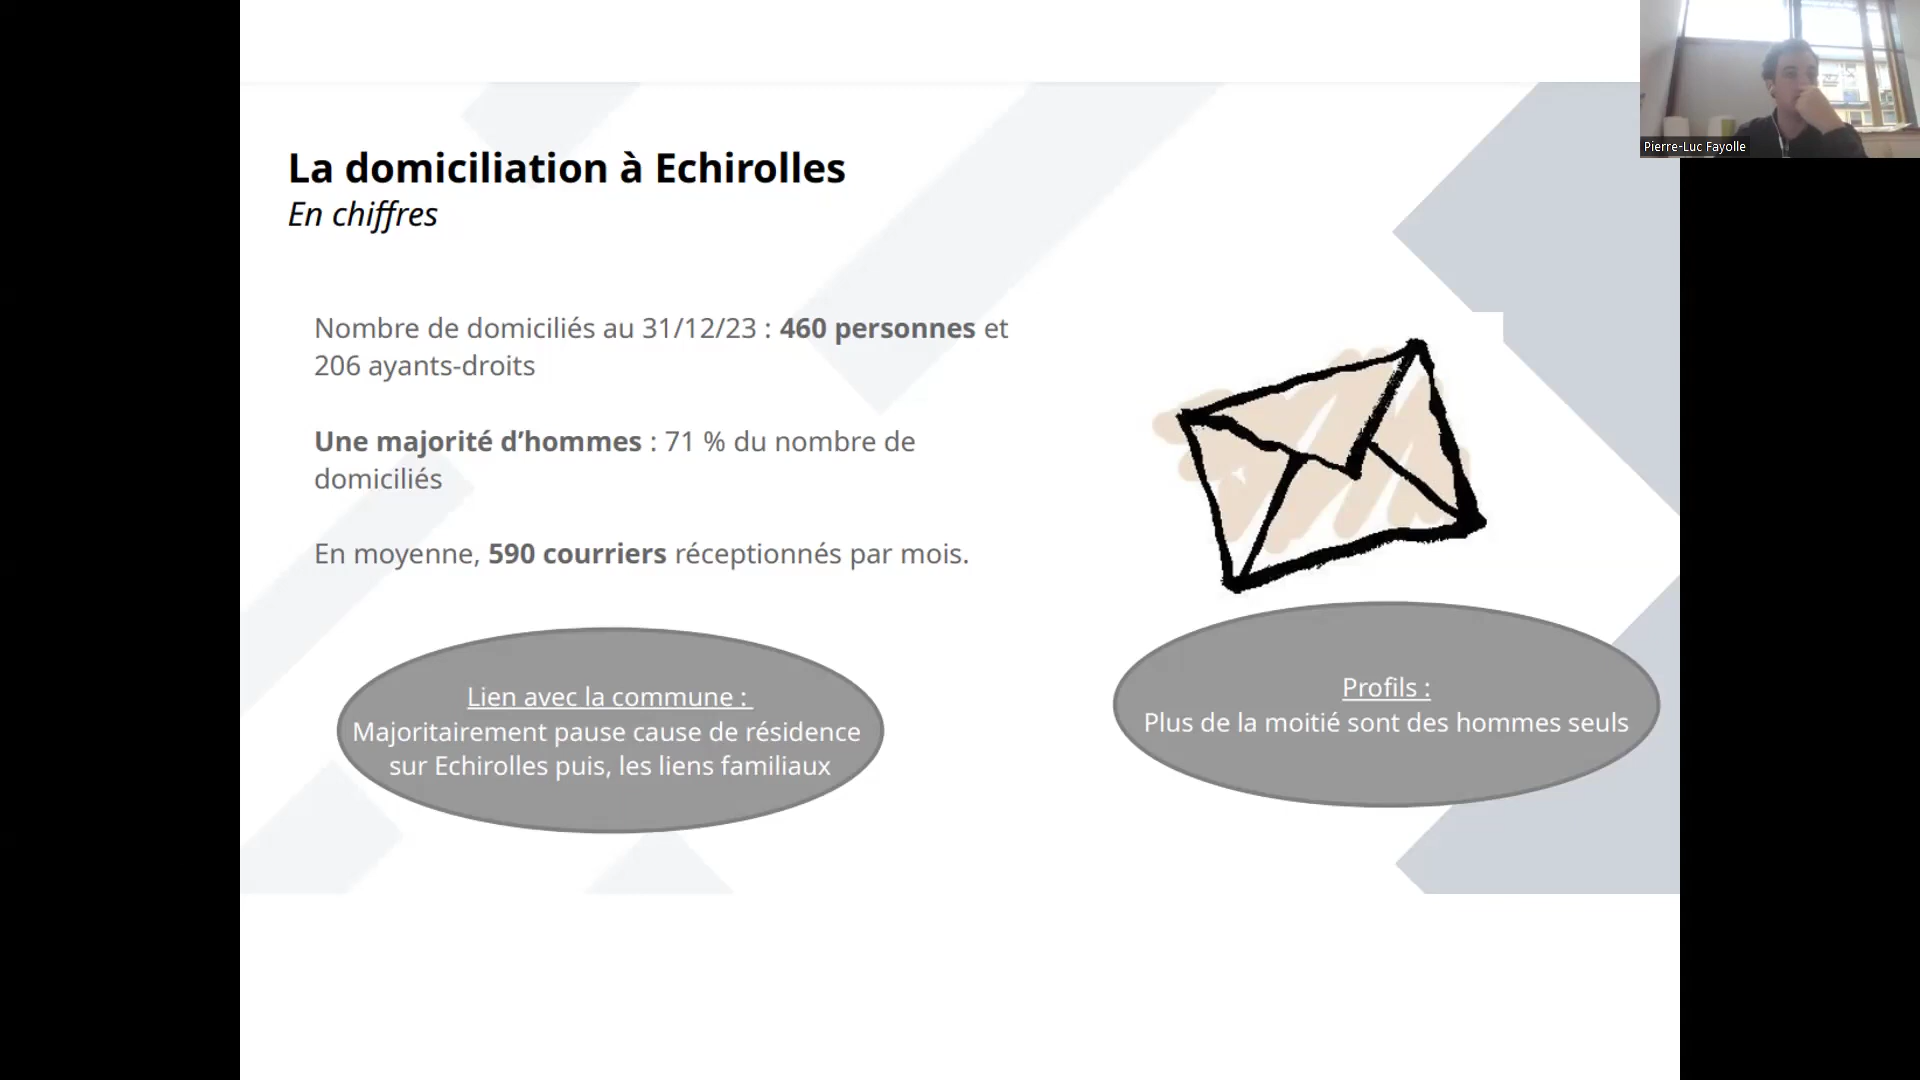 La domiciliation à Echirolles
En chiffres
Nombre de domiciliés au 31/12/23 : 460 personnes et
206 ayants-droits
Une majorité d’hommes : 71 % du nombre de
domiciliés
En moyenne, 590 courriers réceptionnés par mois.
Lien avec la commune :
Majoritairement pause cause de résidence
sur Echirolles puis, les liens familiaux
Profils :
Plus de la moitié sont des hommes seuls
Pierre-Luc Fayolle